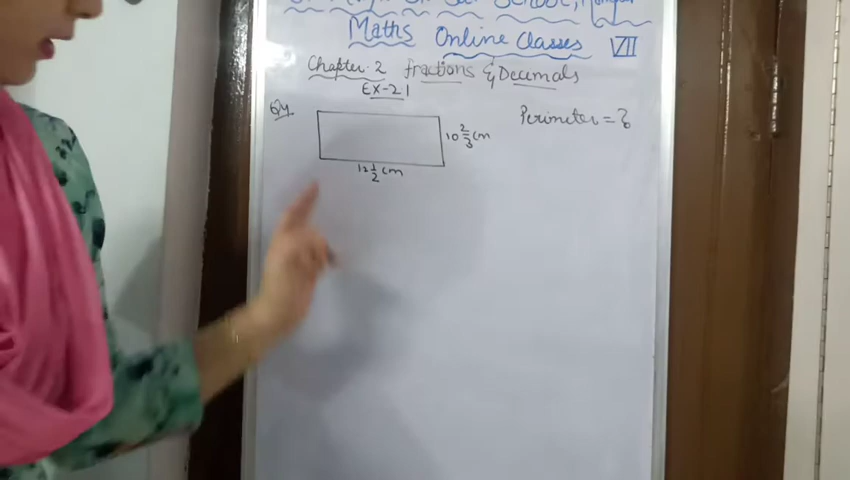 School,
Maths Online Classes VII
Chapter-2 fractions & Decimals
EX-2.1
Q4.
Perimeter = ?
10 2/3 cm
12 1/2 cm